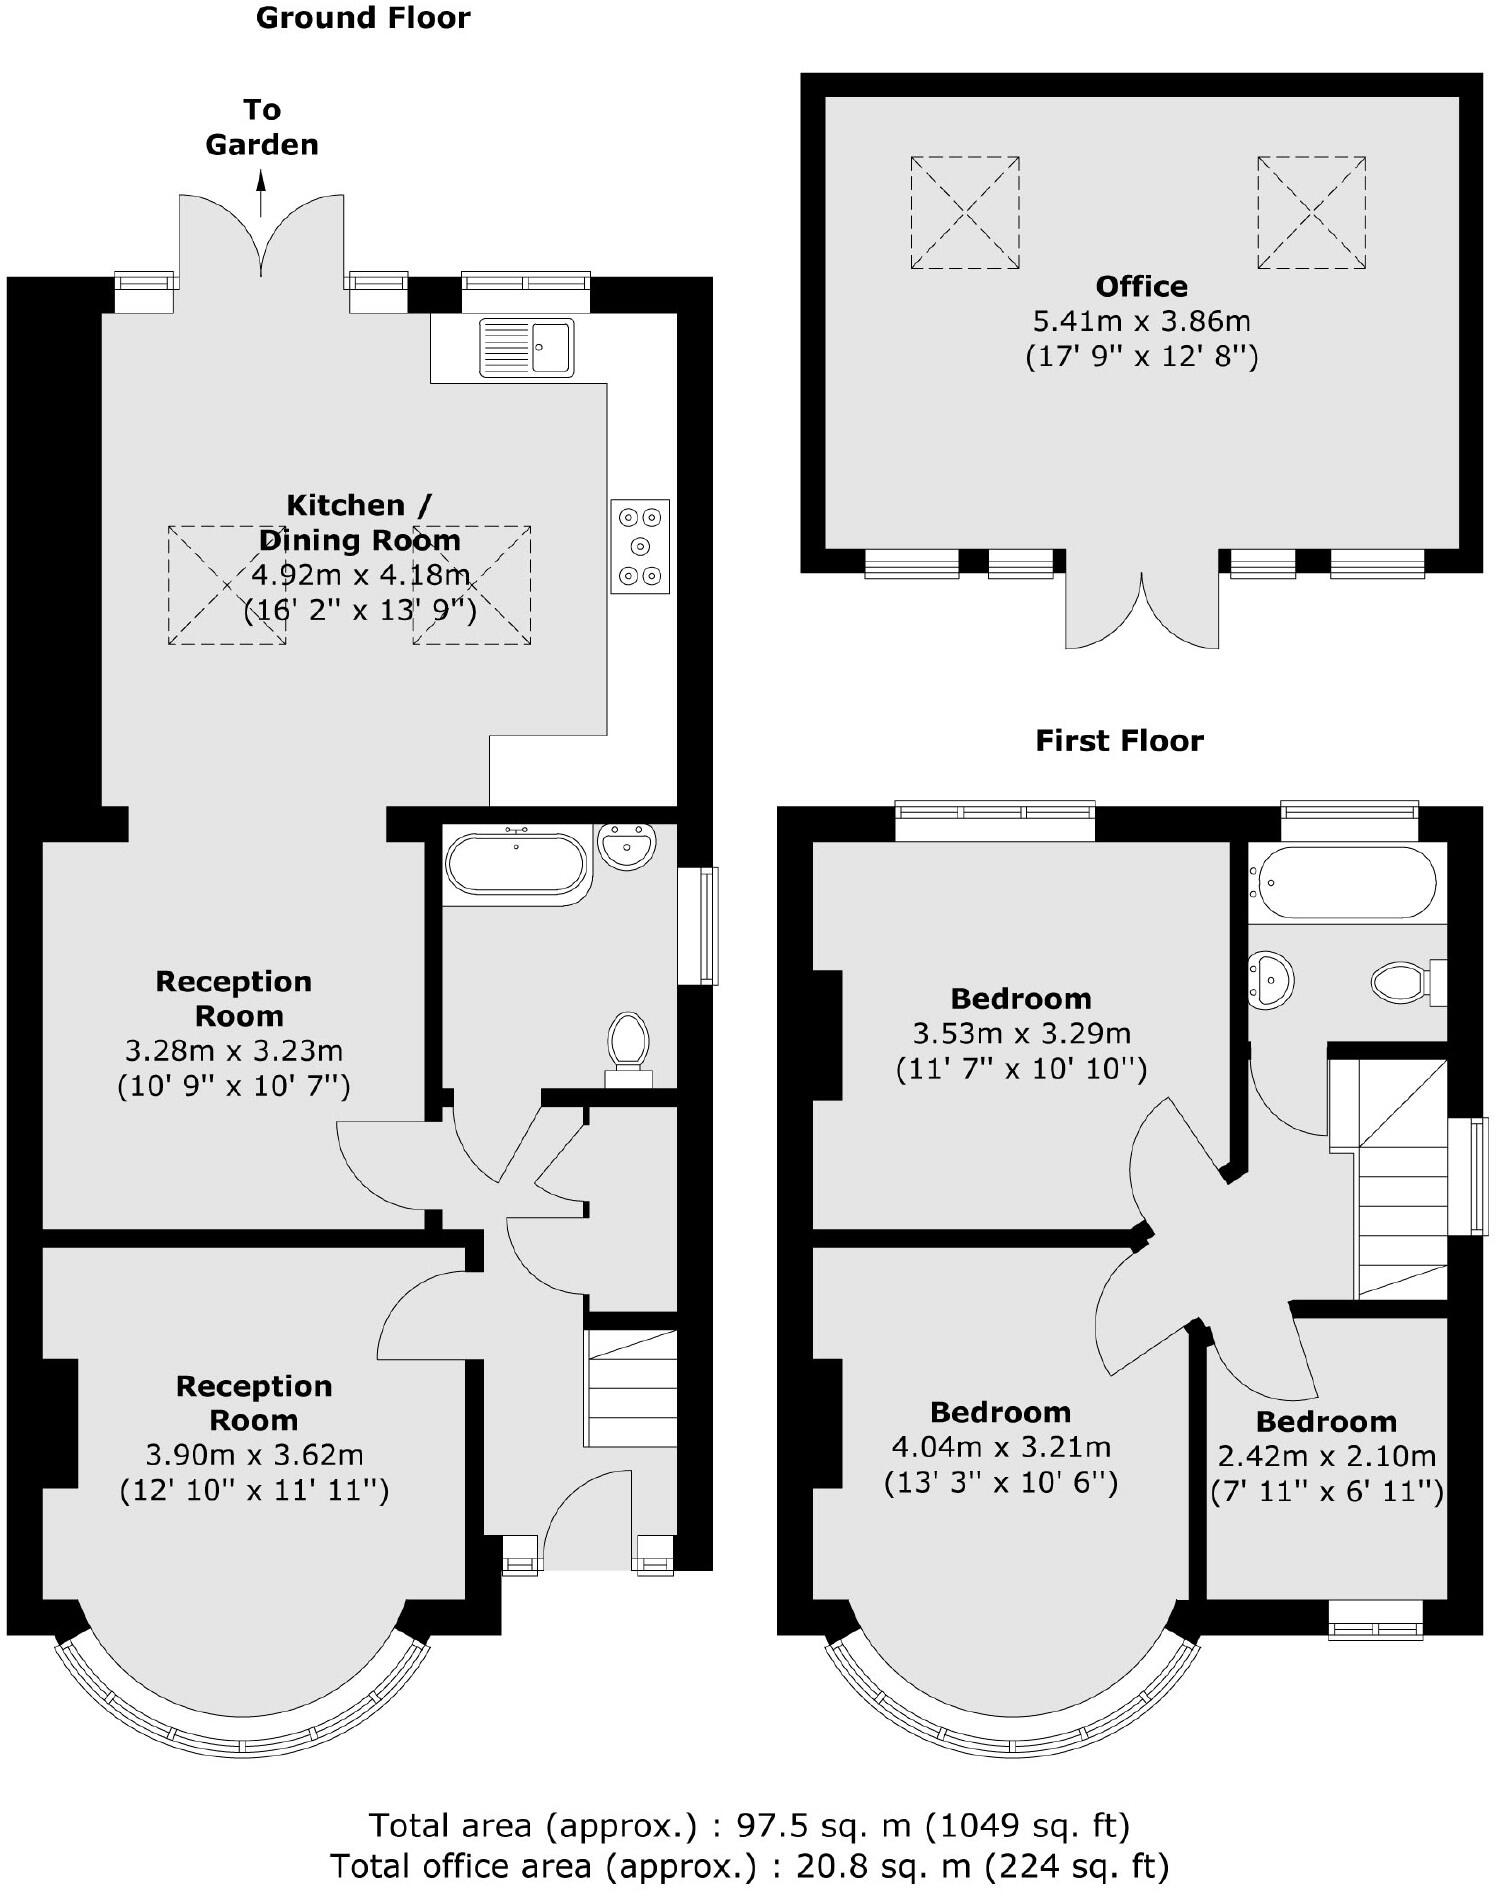 Ground Floor
To
Garden
Kitchen /
Dining Room
4.92m x 4.18m
(16' 2" x 13' 9")
Reception
Room
3.28m x 3.23m
(10' 9" x 10' 7")
Reception
Room
3.90m x 3.62m
(12' 10" x 11' 11")
Office
5.41m x 3.86m
(17' 9" x 12' 8")
First Floor
Bedroom
3.53m x 3.29m
(11' 7" x 10' 10")
Bedroom
4.04m x 3.21m
(13' 3" x 10' 6")
Bedroom
2.42m x 2.10m
(7' 11" x 6' 11")
Total area (approx.) : 97.5 sq. m (1049 sq. ft)
Total office area (approx.) : 20.8 sq. m (224 sq. ft)